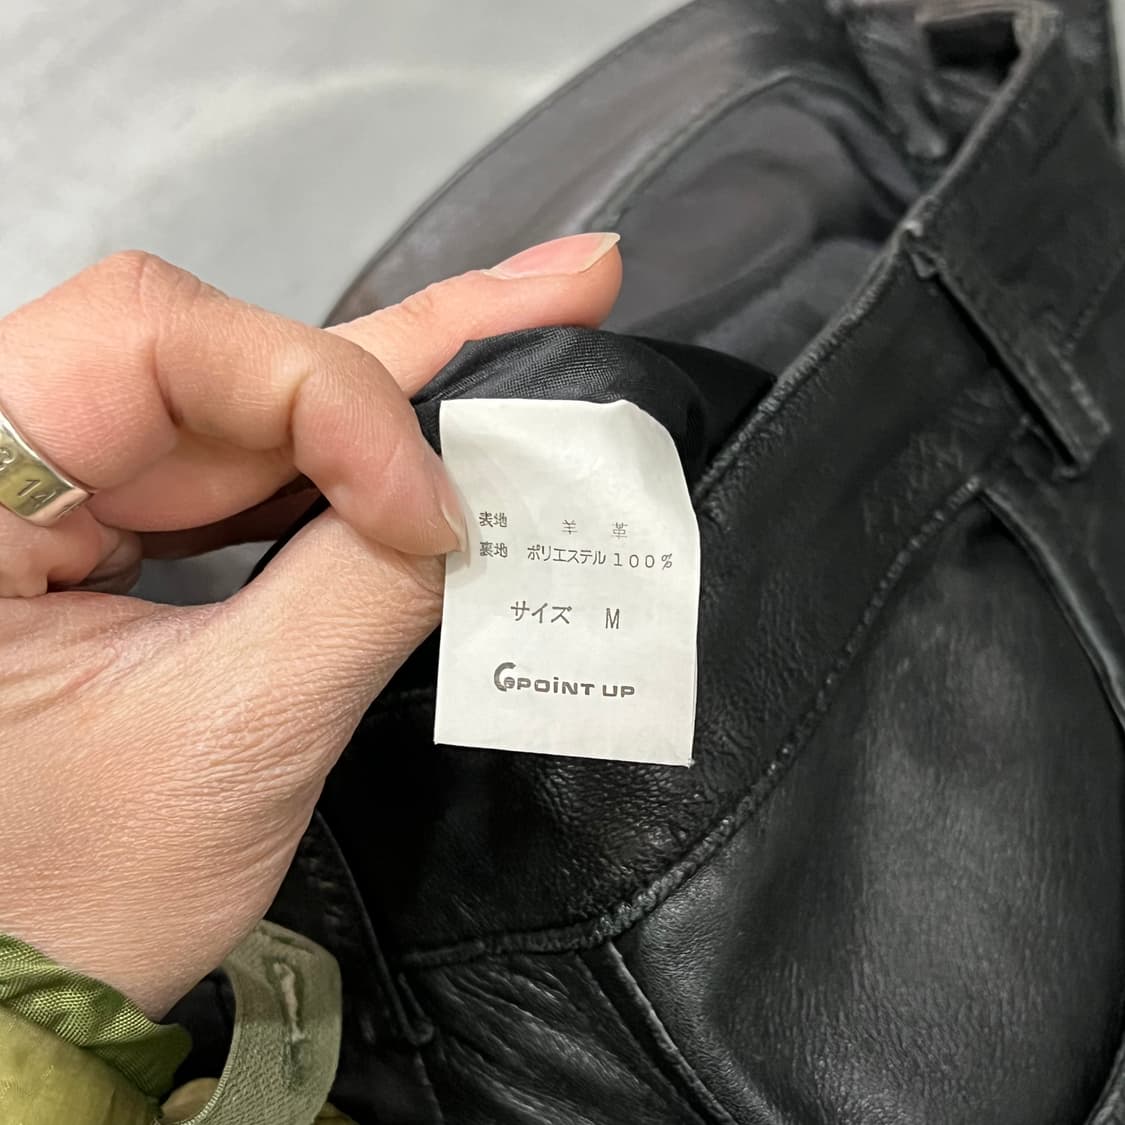 表地 羊 革
裏地 ポリエステル100%
サイズ M
POiNT UP
14